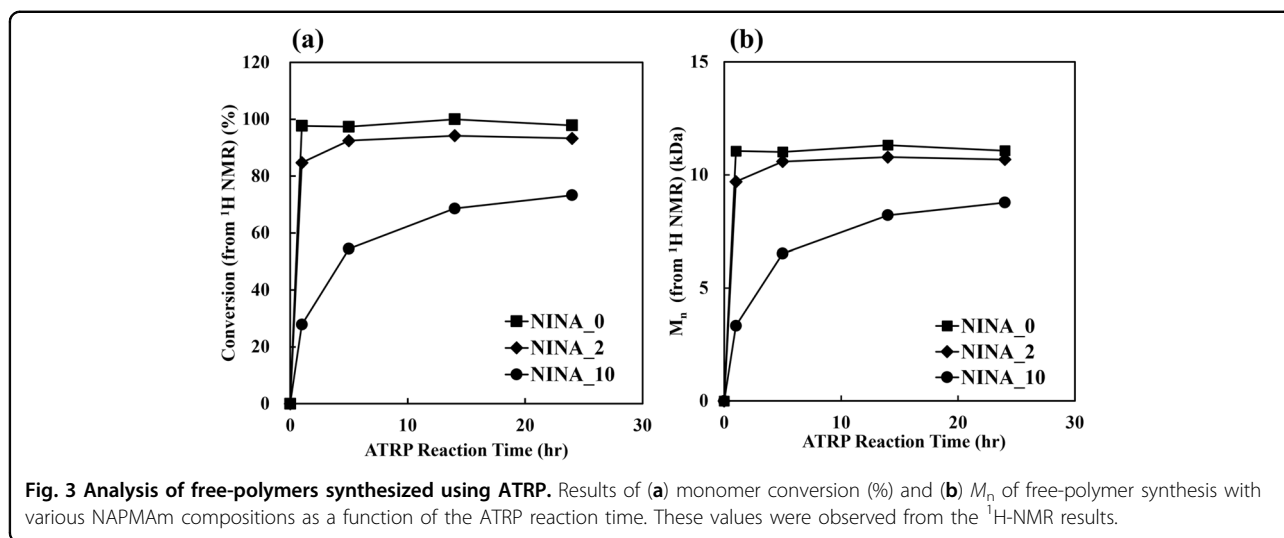 (a)
120
100
80
60
40
20
0
0 10 20 30
Conversion (from ¹H NMR) (%)
ATRP Reaction Time (hr)
NINA_0
NINA_2
NINA_10
(b)
15
10
5
0
0 10 20 30
Mₙ (from ¹H NMR) (kDa)
ATRP Reaction Time (hr)
NINA_0
NINA_2
NINA_10
Fig. 3 Analysis of free-polymers synthesized using ATRP. Results of (a) monomer conversion (%) and (b) Mₙ of free-polymer synthesis with
various NAPMAm compositions as a function of the ATRP reaction time. These values were observed from the ¹H-NMR results.